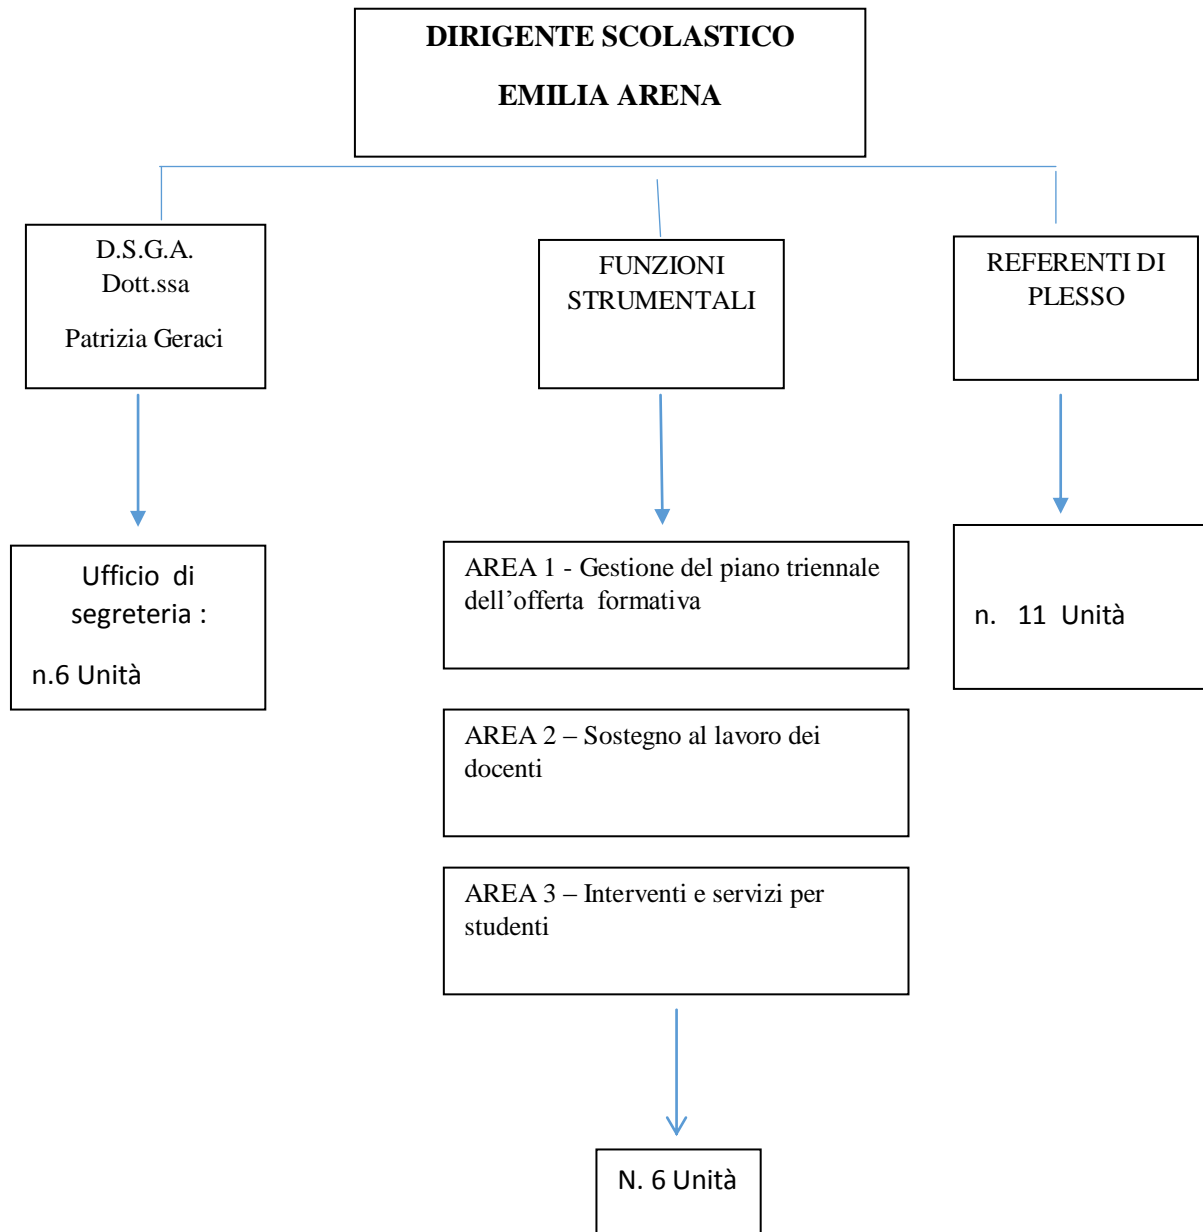 DIRIGENTE SCOLASTICO
EMILIA ARENA
D.S.G.A.
Dott.ssa
Patrizia Geraci
FUNZIONI
STRUMENTALI
REFERENTI DI
PLESSO
Ufficio di
segreteria :
n.6 Unità
AREA 1 - Gestione del piano triennale
dell’offerta formativa
n. 11 Unità
AREA 2 – Sostegno al lavoro dei
docenti
AREA 3 – Interventi e servizi per
studenti
N. 6 Unità